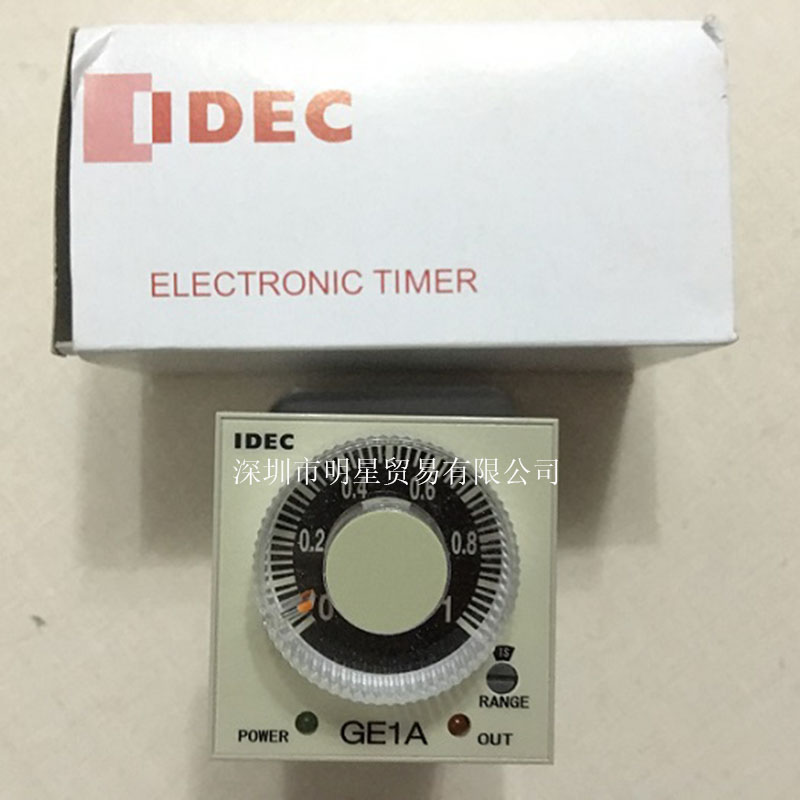 IDEC
ELECTRONIC TIMER
IDEC
深圳市明星贸易有限公司
0.4 0.6
0.2 0.8
0 1
1S
RANGE
POWER GE1A OUT